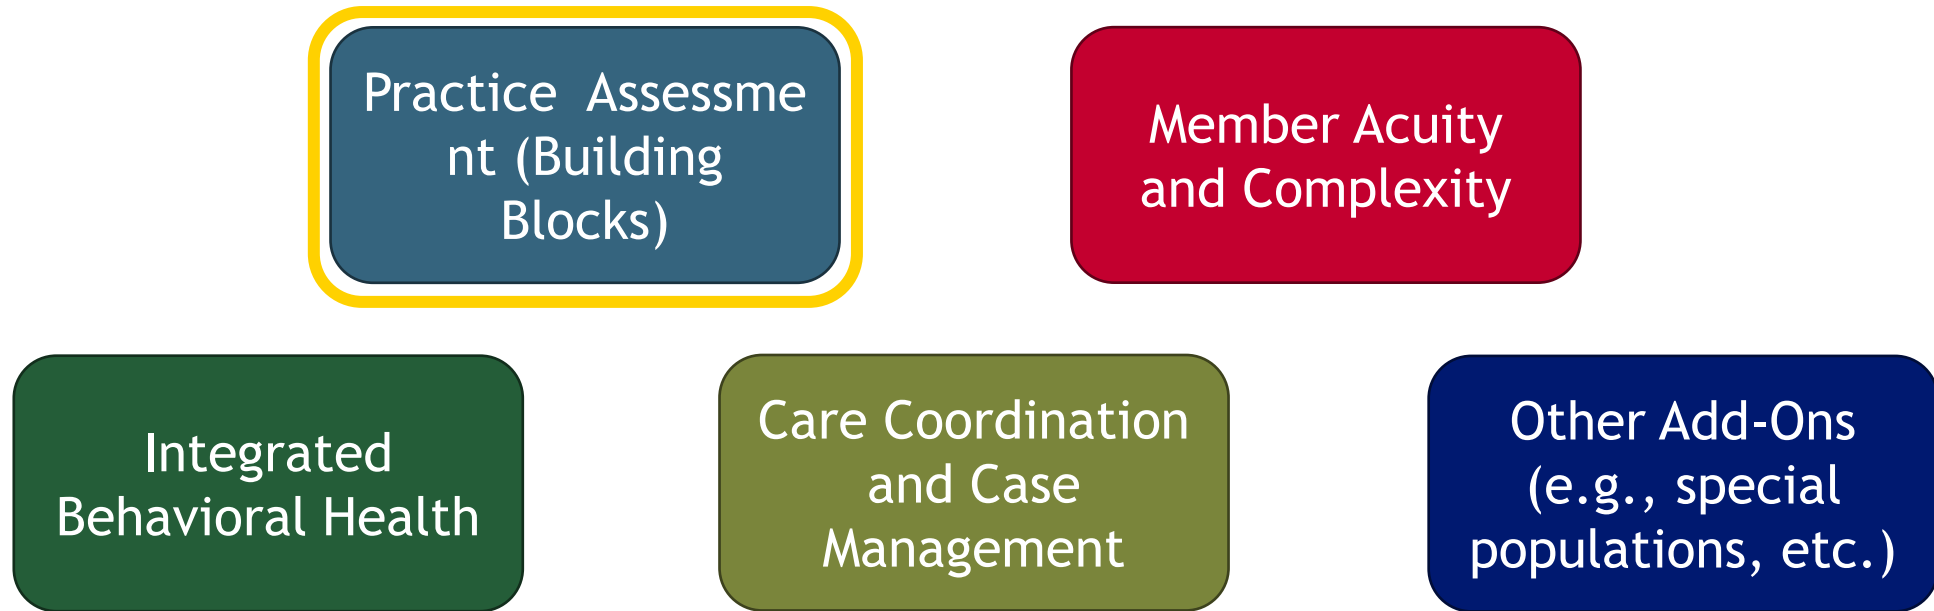 Practice  Assessme
nt (Building
Blocks)
Member Acuity
and Complexity
Integrated
Behavioral Health
Care Coordination
and Case
Management
Other Add-Ons
(e.g., special
populations, etc.)